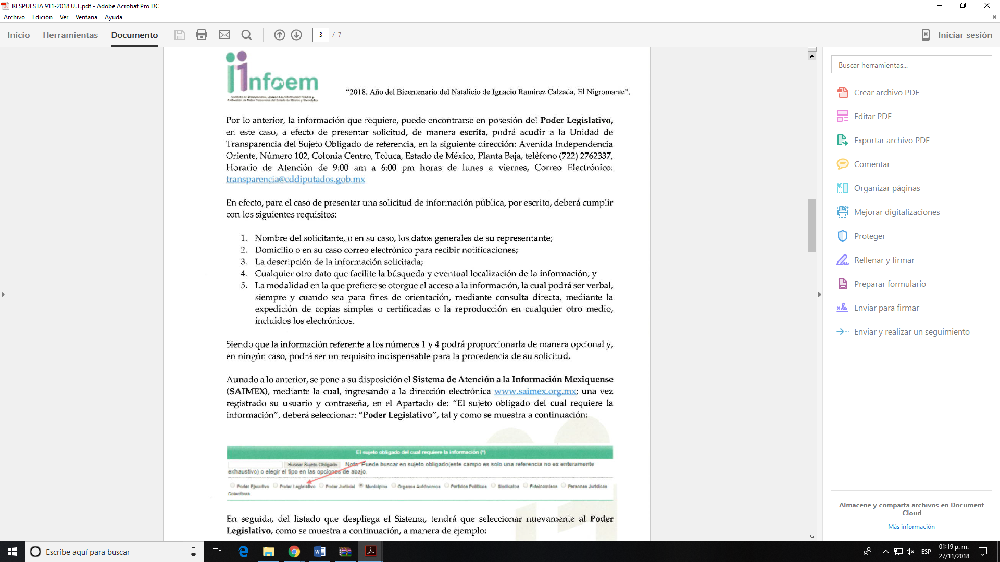 RESPUESTA 911-2018 U.T.pdf - Adobe Acrobat Pro DC
Archivo Edición Ver Ventana Ayuda
Inicio Herramientas Documento 3 / 7 Iniciar sesión
infoem
Instituto de Transparencia, Acceso a la Información Pública y
Protección de Datos Personales del Estado de México y Municipios
“2018. Año del Bicentenario del Natalicio de Ignacio Ramírez Calzada, El Nigromante".
Por lo anterior, la información que requiere, puede encontrarse en posesión del Poder Legislativo,
en este caso, a efecto de presentar solicitud, de manera escrita, podrá acudir a la Unidad de
Transparencia del Sujeto Obligado de referencia, en la siguiente dirección: Avenida Independencia
Oriente, Número 102, Colonia Centro, Toluca, Estado de México, Planta Baja, teléfono (722) 2762337,
Horario de Atención de 9:00 am a 6:00 pm horas de lunes a viernes, Correo Electrónico:
transparencia@cddiputados.gob.mx
En efecto, para el caso de presentar una solicitud de información pública, por escrito, deberá cumplir
con los siguientes requisitos:
1. Nombre del solicitante, o en su caso, los datos generales de su representante;
2. Domicilio o en su caso correo electrónico para recibir notificaciones;
3. La descripción de la información solicitada;
4. Cualquier otro dato que facilite la búsqueda y eventual localización de la información; y
5. La modalidad en la que prefiere se otorgue el acceso a la información, la cual podrá ser verbal,
siempre y cuando sea para fines de orientación, mediante consulta directa, mediante la
expedición de copias simples o certificadas o la reproducción en cualquier otro medio,
incluidos los electrónicos.
Siendo que la información referente a los números 1 y 4 podrá proporcionarla de manera opcional y,
en ningún caso, podrá ser un requisito indispensable para la procedencia de su solicitud.
Aunado a lo anterior, se pone a su disposición el Sistema de Atención a la Información Mexiquense
(SAIMEX), mediante la cual, ingresando a la dirección electrónica www.saimex.org.mx; una vez
registrado su usuario y contraseña, en el Apartado de: “El sujeto obligado del cual requiere la
información”, deberá seleccionar: “Poder Legislativo”, tal y como se muestra a continuación:
El sujeto obligado del cual requiere la información (*)
Buscar Sujeto Obligado Nota: Puede buscar en sujeto obligado(este campo es solo una referencia no es enteramente
exhaustivo) o elegir el tipo en las opciones de abajo.
Poder Ejecutivo Poder Legislativo Poder Judicial Municipios Organos Autónomos Partidos Políticos Sindicatos Fideicomisos Personas Jurídicas
Colectivas
En seguida, del listado que despliega el Sistema, tendrá que seleccionar nuevamente al Poder
Legislativo, como se muestra a continuación, a manera de ejemplo:
Buscar herramientas...
Crear archivo PDF
Editar PDF
Exportar archivo PDF
Comentar
Organizar páginas
Mejorar digitalizaciones
Proteger
Rellenar y firmar
Preparar formulario
Enviar para firmar
Enviar y realizar un seguimiento
Almacene y comparta archivos en Document
Cloud
Más información
Escribe aquí para buscar
ESP
01:19 p. m.
27/11/2018